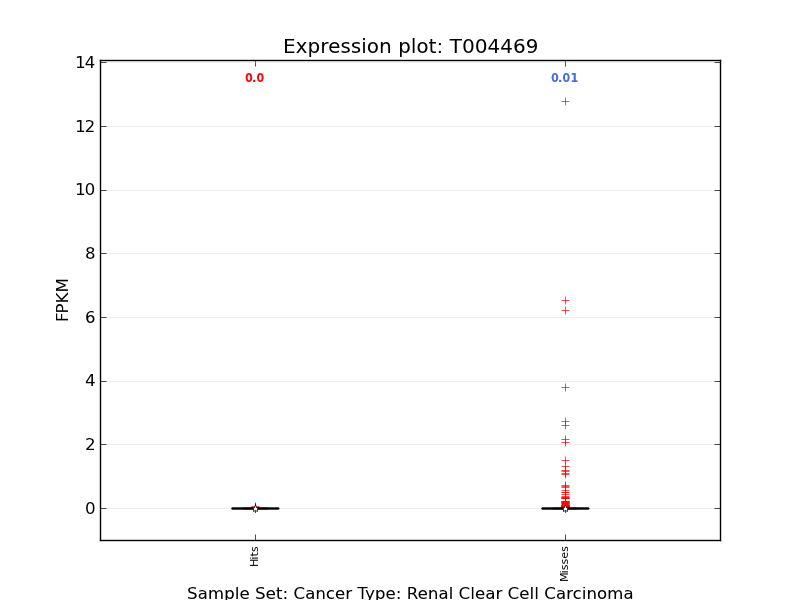 Expression plot: T004469
0.0
0.01
14
12
10
8
6
4
2
0
FPKM
Hits
Misses
Sample Set: Cancer Type: Renal Clear Cell Carcinoma